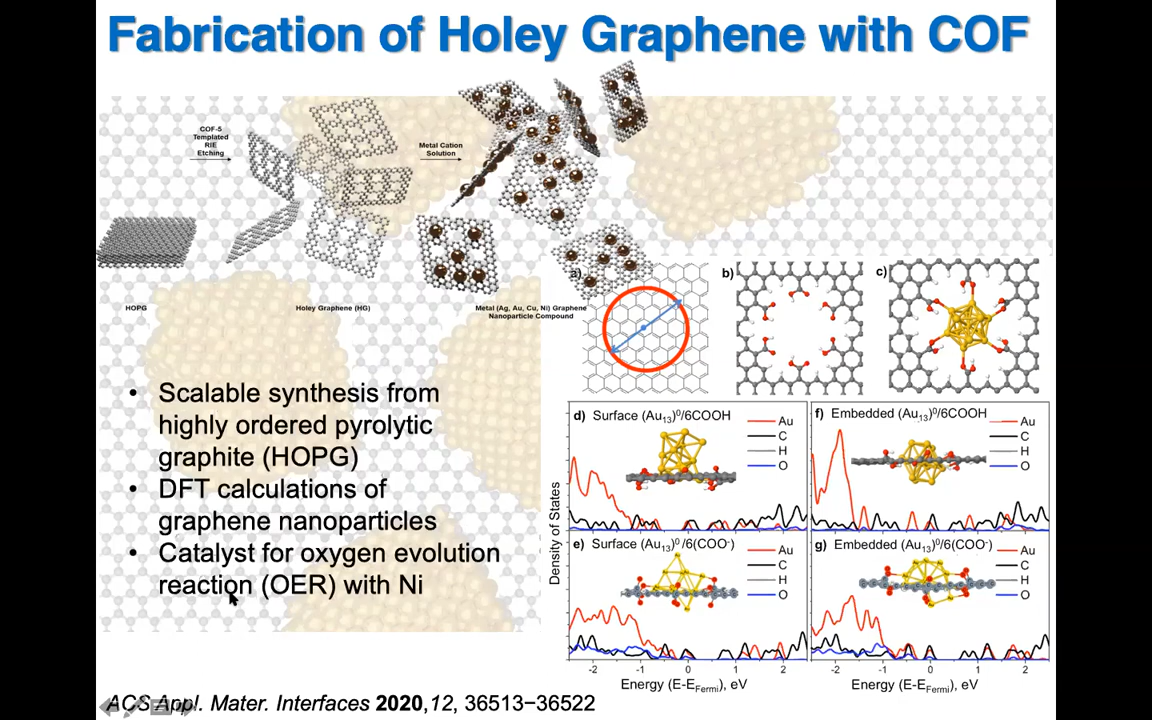 Fabrication of Holey Graphene with COF
COF-5
Templated
RIE
Etching
Metal Cation
Solution
HOPG
Holey Graphene (HG)
Metal (Ag, Au, Cu, Ni) Graphene
Nanoparticle Compound
• Scalable synthesis from
highly ordered pyrolytic
graphite (HOPG)
• DFT calculations of
graphene nanoparticles
• Catalyst for oxygen evolution
reaction (OER) with Ni
a)
b)
c)
Density of States
d) Surface (Au13)0/6COOH
Au
C
H
O
f) Embedded (Au13)0/6COOH
Au
C
H
O
e) Surface (Au13)0/6(COO-)
Au
C
H
O
g) Embedded (Au13)0/6(COO-)
Au
C
H
O
-2 -1 0 1 2
Energy (E-EFermi), eV
-2 -1 0 1 2
Energy (E-EFermi), eV
ACS Appl. Mater. Interfaces 2020,12, 36513−36522